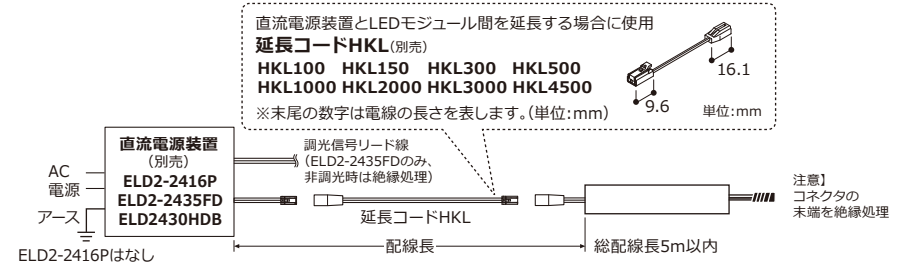 直流電源装置とLEDモジュール間を延長する場合に使用
延長コードHKL(別売)
HKL100 HKL150 HKL300 HKL500
HKL1000 HKL2000 HKL3000 HKL4500
※末尾の数字は電線の長さを表します。(単位:mm)
16.1
9.6
単位:mm
直流電源装置
(別売)
ELD2-2416P
ELD2-2435FD
ELD2430HDB
AC
電源
アース
ELD2-2416Pはなし
調光信号リード線
(ELD2-2435FDのみ、
非調光時は絶縁処理)
延長コードHKL
注意】
コネクタの
末端を絶縁処理
配線長
総配線長5m以内